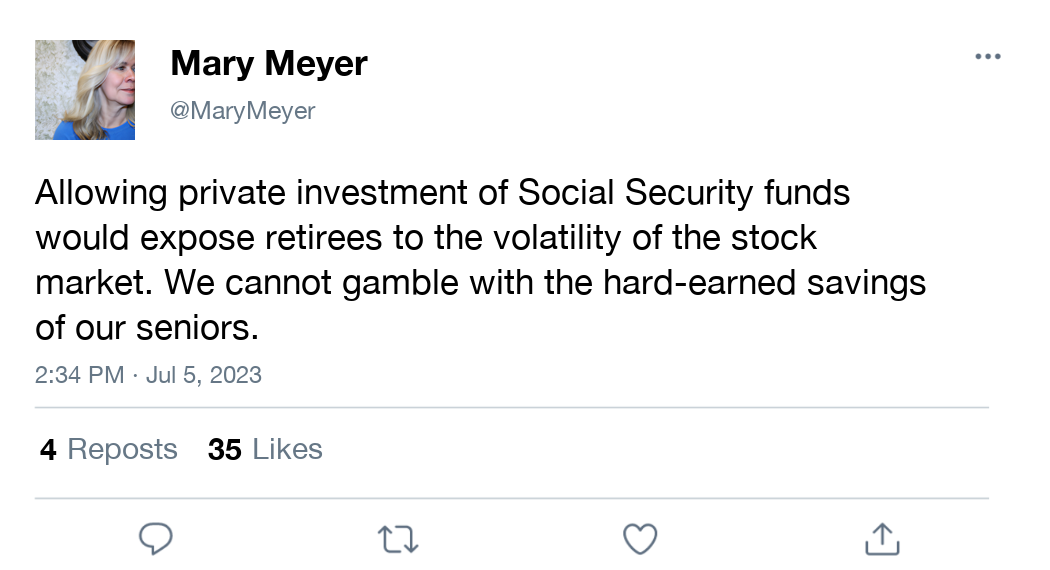 Mary Meyer
@MaryMeyer
Allowing private investment of Social Security funds
would expose retirees to the volatility of the stock
market. We cannot gamble with the hard-earned savings
of our seniors.
2:34 PM · Jul 5, 2023
4 Reposts 35 Likes